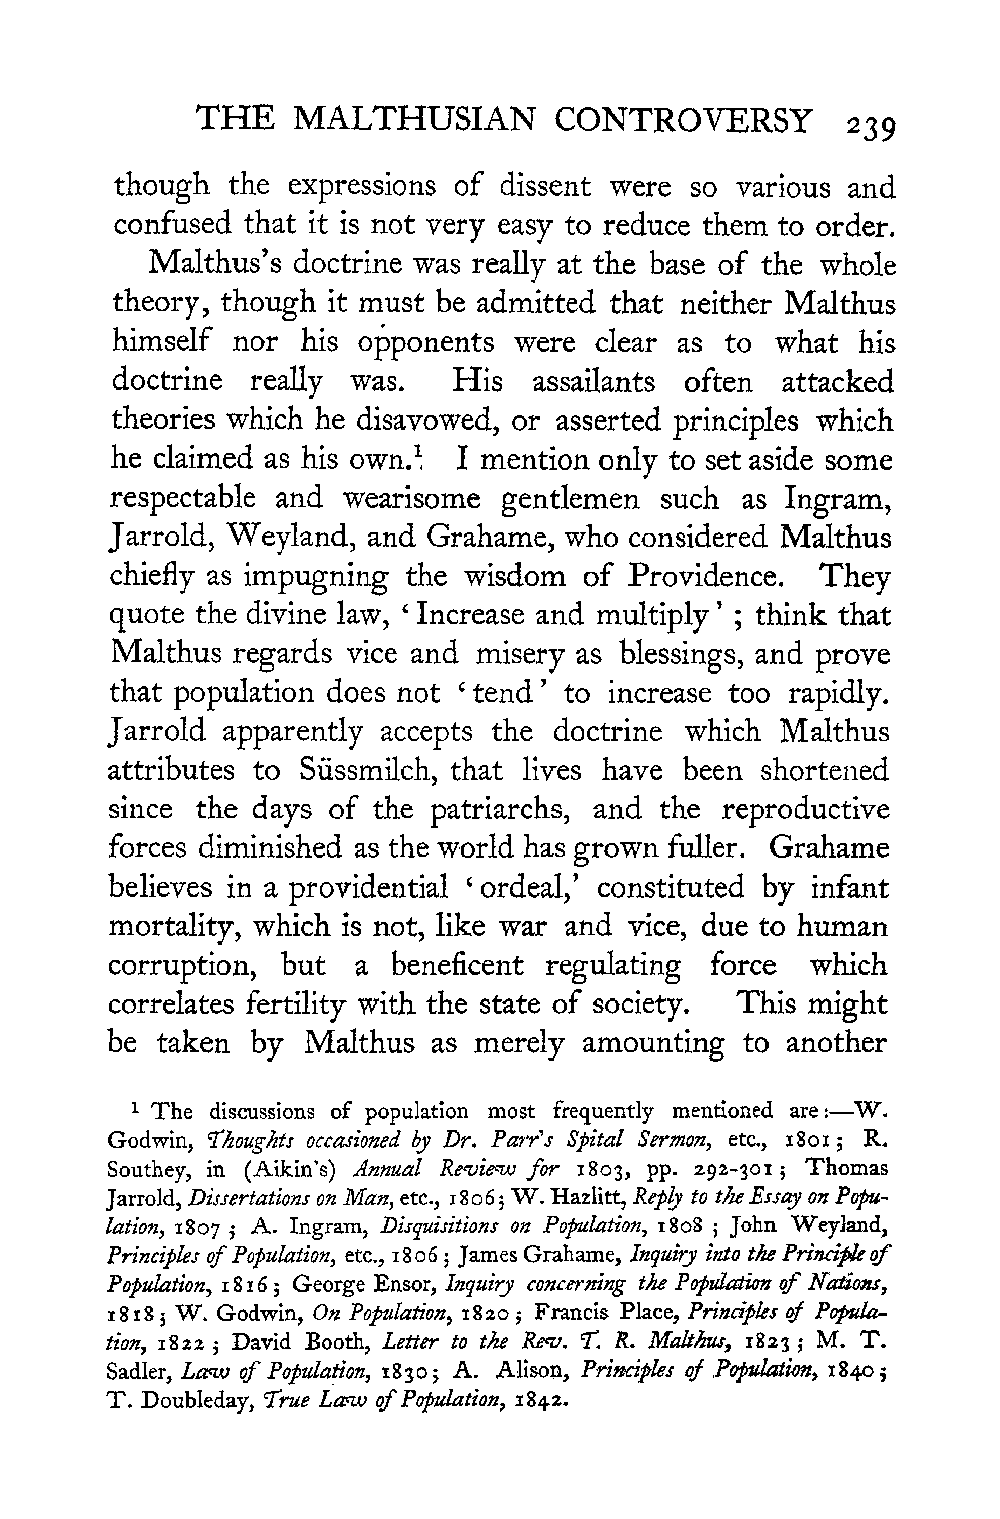 THE MALTHUSIAN CONTROVERSY 239
though the expressions of dissent were so various and
confused that it is not very easy to reduce them to order.
Malthus's doctrine was really at the base of the whole
theory, though it must be admitted that neither Malthus
himself nor his opponents were clear as to what his
doctrine really was. His assailants often attacked
theories which he disavowed, or asserted principles which
he claimed as his own.¹ I mention only to set aside some
respectable and wearisome gentlemen such as Ingram,
Jarrold, Weyland, and Grahame, who considered Malthus
chiefly as impugning the wisdom of Providence. They
quote the divine law, ‘Increase and multiply’; think that
Malthus regards vice and misery as blessings, and prove
that population does not ‘tend’ to increase too rapidly.
Jarrold apparently accepts the doctrine which Malthus
attributes to Süssmilch, that lives have been shortened
since the days of the patriarchs, and the reproductive
forces diminished as the world has grown fuller. Grahame
believes in a providential ‘ordeal,’ constituted by infant
mortality, which is not, like war and vice, due to human
corruption, but a beneficent regulating force which
correlates fertility with the state of society. This might
be taken by Malthus as merely amounting to another
¹ The discussions of population most frequently mentioned are:—W.
Godwin, Thoughts occasioned by Dr. Parr's Spital Sermon, etc., 1801; R.
Southey, in (Aikin's) Annual Review for 1803, pp. 292-301; Thomas
Jarrold, Dissertations on Man, etc., 1806; W. Hazlitt, Reply to the Essay on Popu-
lation, 1807; A. Ingram, Disquisitions on Population, 1808; John Weyland,
Principles of Population, etc., 1806; James Grahame, Inquiry into the Principle of
Population, 1816; George Ensor, Inquiry concerning the Population of Nations,
1818; W. Godwin, On Population, 1820; Francis Place, Principles of Popula-
tion, 1822; David Booth, Letter to the Rev. T. R. Malthus, 1823; M. T.
Sadler, Law of Population, 1830; A. Alison, Principles of Population, 1840;
T. Doubleday, True Law of Population, 1842.